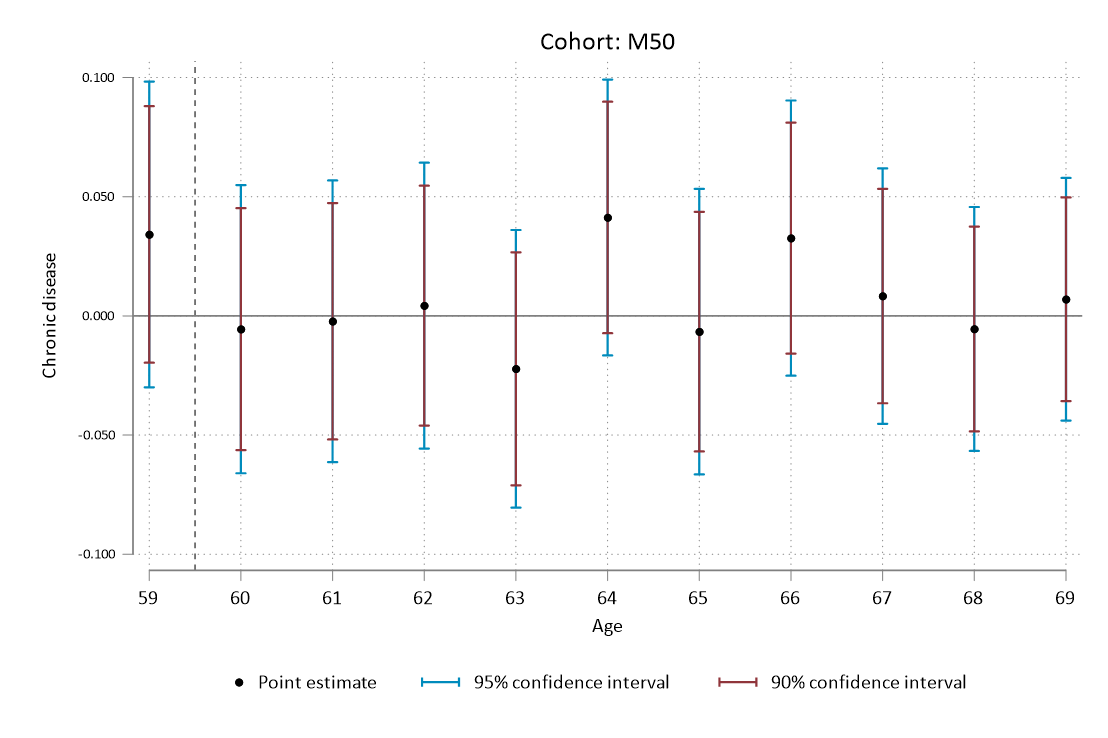 Cohort: M50
0.100
0.050
0.000
-0.050
-0.100
Chronic disease
59 60 61 62 63 64 65 66 67 68 69
Age
Point estimate 95% confidence interval 90% confidence interval